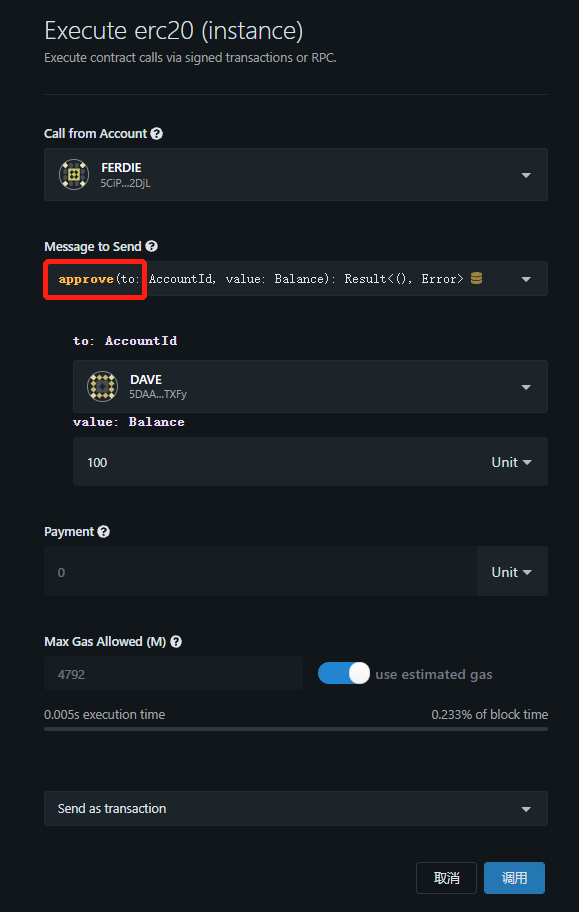 Execute erc20 (instance)
Execute contract calls via signed transactions or RPC.
Call from Account
FERDIE
5CiP...2DjL
Message to Send
approve(to: AccountId, value: Balance): Result<(), Error>
to: AccountId
DAVE
5DAA...TXFy
value: Balance
100 Unit
Payment
0 Unit
Max Gas Allowed (M)
4792 use estimated gas
0.005s execution time 0.233% of block time
Send as transaction
取消 调用